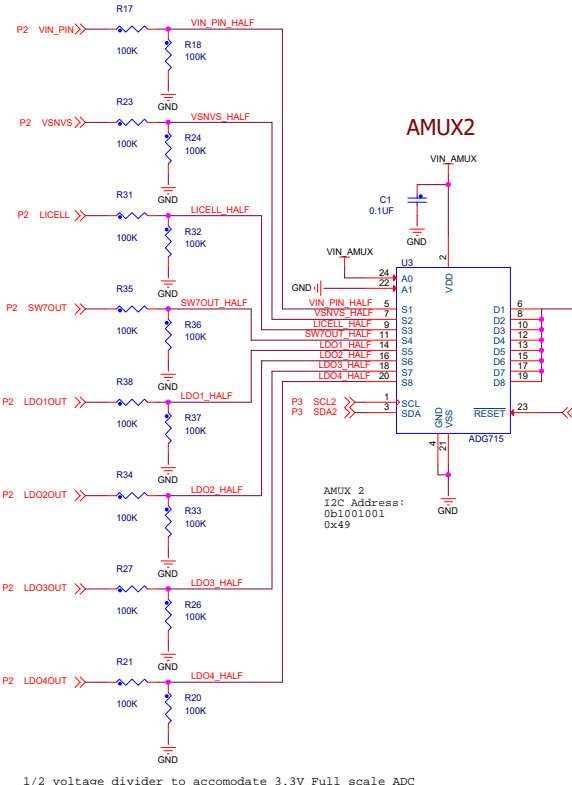 R17
P2 VIN_PIN
VIN_PIN_HALF
100K
R18
100K
GND
R23
P2 VSNVS
VSNVS_HALF
100K
R24
100K
GND
R31
P2 LICELL
LICELL_HALF
100K
R32
100K
GND
R35
P2 SW7OUT
SW7OUT_HALF
100K
R36
100K
GND
R38
P2 LDO1OUT
LDO1_HALF
100K
R37
100K
GND
R34
P2 LDO2OUT
LDO2_HALF
100K
R33
100K
GND
R27
P2 LDO3OUT
LDO3_HALF
100K
R26
100K
GND
R21
P2 LDO4OUT
LDO4_HALF
100K
R20
100K
GND
AMUX2
VIN_AMUX
C1
0.1UF
GND
VIN_AMUX
GND
U3
2
VDD
24 A0
22 A1
VIN_PIN_HALF 5 S1
VSNVS_HALF 7 S2
LICELL_HALF 9 S3
SW7OUT_HALF 11 S4
LDO1_HALF 14 S5
LDO2_HALF 16 S6
LDO3_HALF 18 S7
LDO4_HALF 20 S8
D1 6
D2 8
D3 10
D4 12
D5 13
D6 15
D7 17
D8 19
P3 SCL2 1 SCL
P3 SDA2 3 SDA
RESET 23
GND
VSS
4
21
ADG715
GND
AMUX 2
I2C Address:
0b1001001
0x49
1/2 voltage divider to accomodate 3.3V Full scale ADC